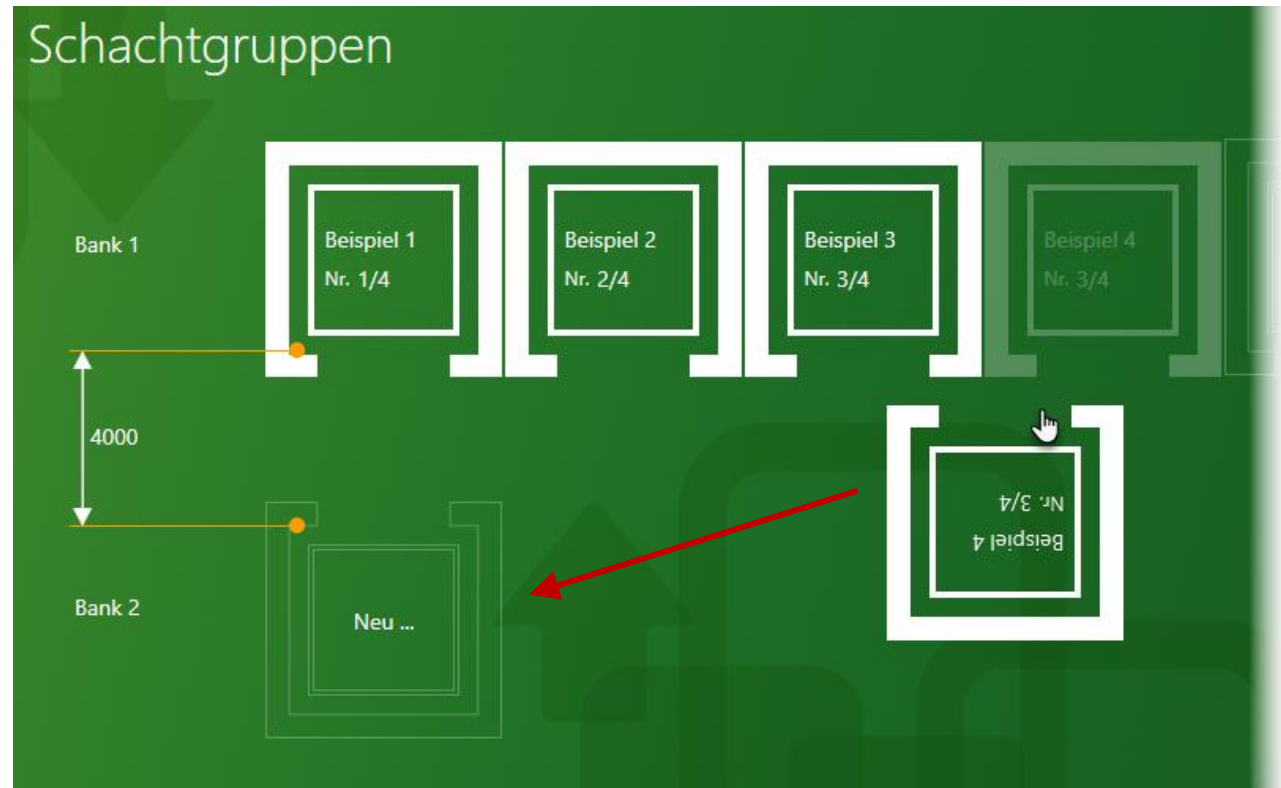 Schachtgruppen
Bank 1
Beispiel 1
Nr. 1/4
Beispiel 2
Nr. 2/4
Beispiel 3
Nr. 3/4
Beispiel 4
Nr. 3/4
4000
Beispiel 4
Nr. 3/4
Bank 2
Neu ...